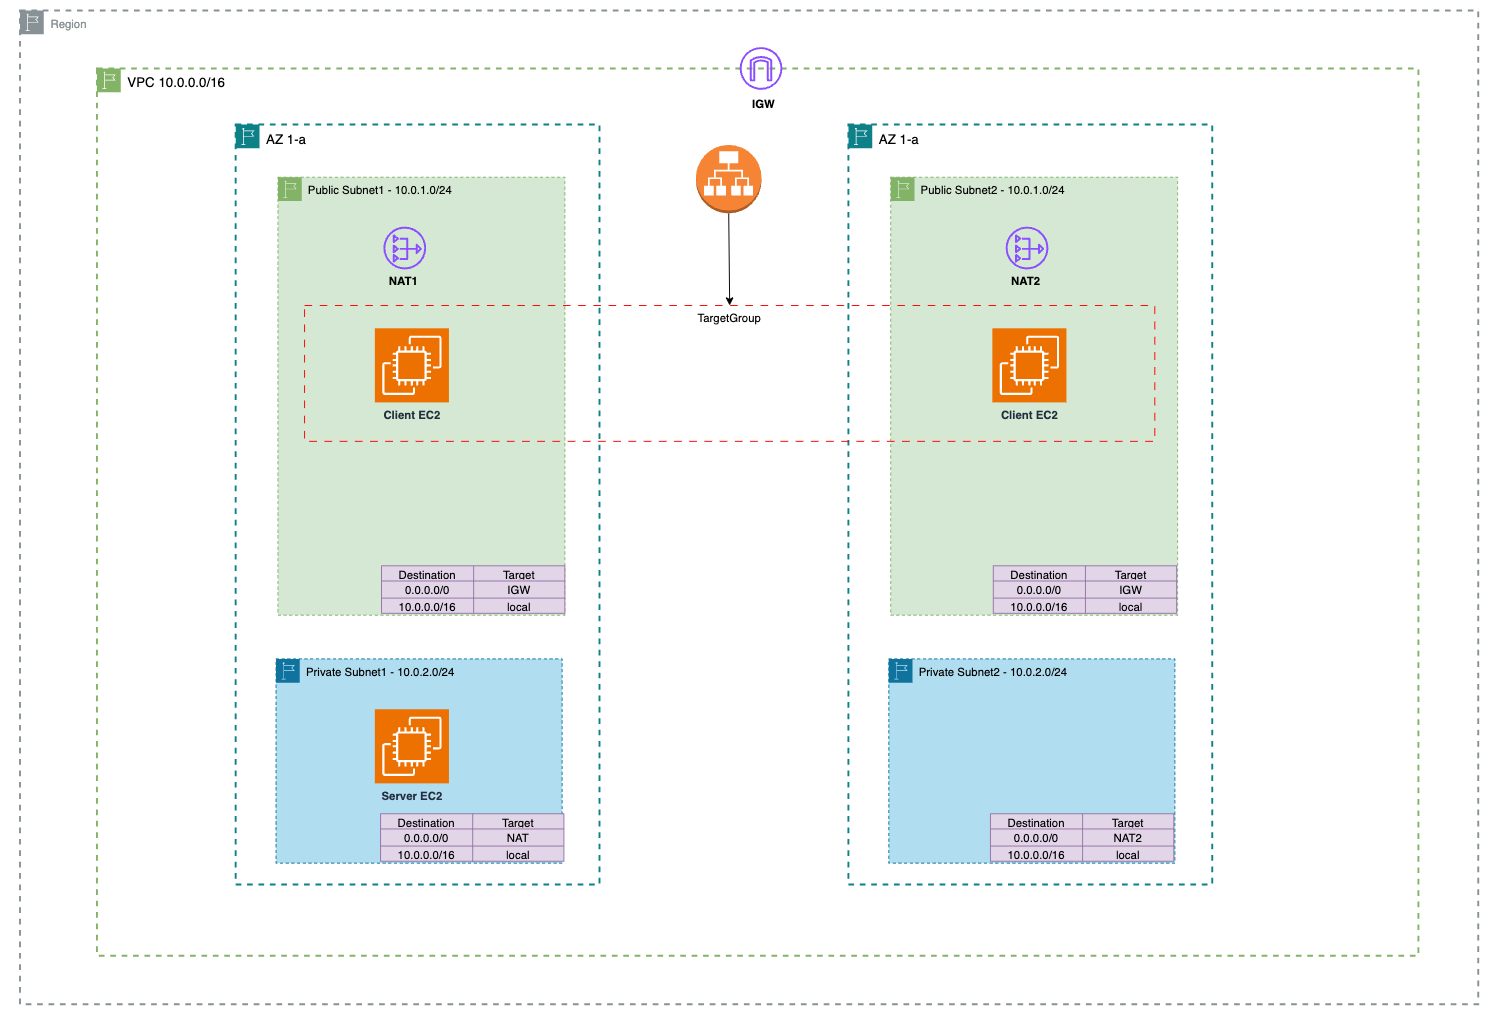 Region
VPC 10.0.0.0/16
IGW
AZ 1-a
Public Subnet1 - 10.0.1.0/24
NAT1
Client EC2
Destination Target
0.0.0.0/0 IGW
10.0.0.0/16 local
Private Subnet1 - 10.0.2.0/24
Server EC2
Destination Target
0.0.0.0/0 NAT
10.0.0.0/16 local
TargetGroup
AZ 1-a
Public Subnet2 - 10.0.1.0/24
NAT2
Client EC2
Destination Target
0.0.0.0/0 IGW
10.0.0.0/16 local
Private Subnet2 - 10.0.2.0/24
Destination Target
0.0.0.0/0 NAT2
10.0.0.0/16 local